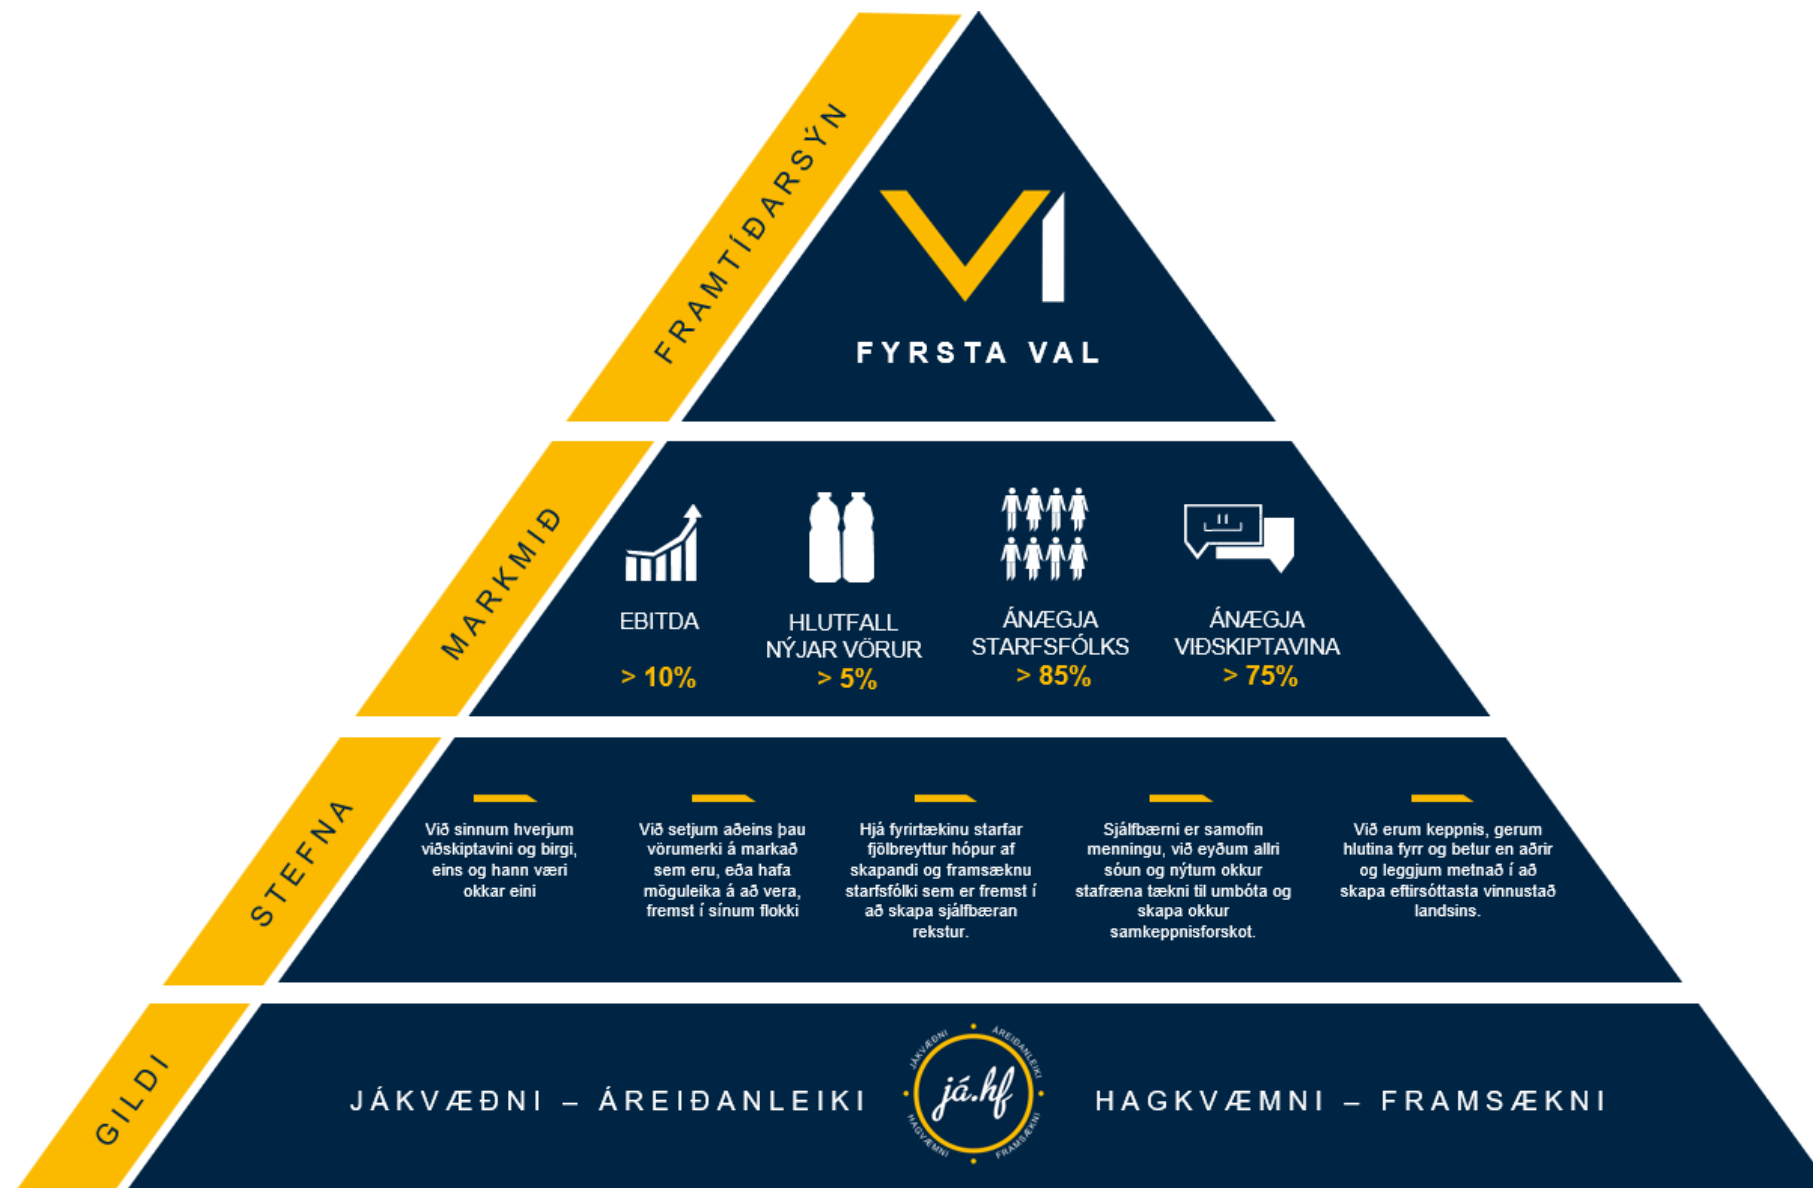 FRAMTÍÐARSÝN
V1
FYRSTA VAL
MARKMIÐ
EBITDA
> 10%
HLUTFALL
NÝJAR VÖRUR
> 5%
ÁNÆGJA
STARFSFÓLKS
> 85%
ÁNÆGJA
VIÐSKIPTAVINA
> 75%
STEFNA
Við sinnum hverjum
viðskiptavini og birgi,
eins og hann væri
okkar eini
Við setjum aðeins þau
vörumerki á markað
sem eru, eða hafa
möguleika á að vera,
fremst í sínum flokki
Hjá fyrirtækinu starfar
fjölbreyttur hópur af
skapandi og framsæknu
starfsfólki sem er fremst í
að skapa sjálfbæran
rekstur.
Sjálfbærni er samofin
menningu, við eyðum allri
sóun og nýtum okkur
stafræna tækni til umbóta og
skapa okkur
samkeppnisforskot.
Við erum keppnis, gerum
hlutina fyrr og betur en aðrir
og leggjum metnað í að
skapa eftirsóttasta vinnustað
landsins.
GILDI
JÁKVÆÐNI – ÁREIÐANLEIKI
JÁKVÆÐNI
ÁREIÐANLEIKI
já.hf
HAGVÆMNI
FRAMSÆKNI
HAGKVÆMNI – FRAMSÆKNI